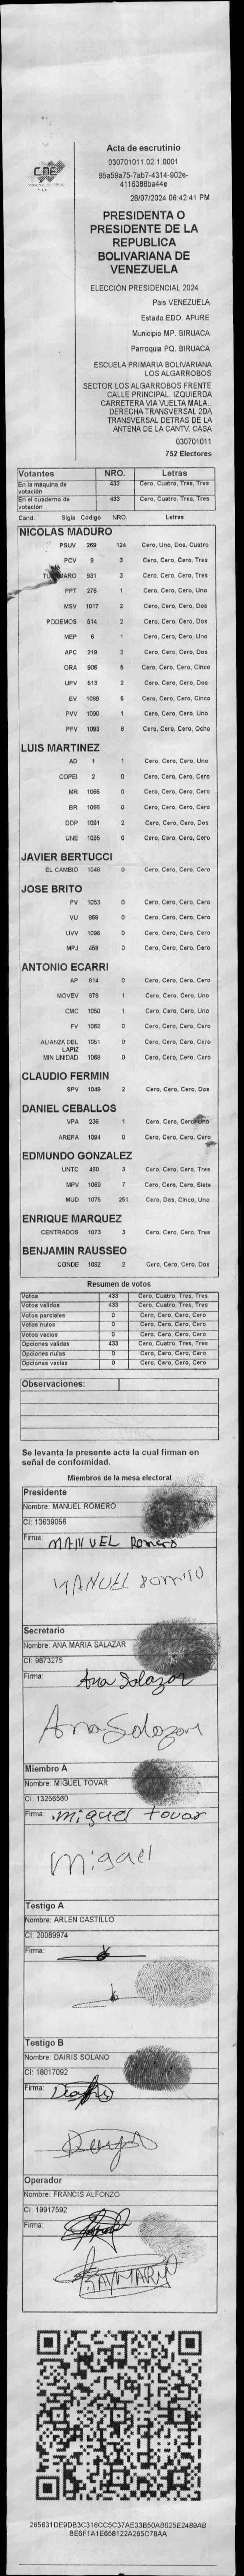 CNE
Acta de escrutinio
030701011.02.1.0001
95a59a75-7ab7-4314-902e-
4116388ba44e
28/07/2024 06:42:41 PM
PRESIDENTA O
PRESIDENTE DE LA
REPUBLICA
BOLIVARIANA DE
VENEZUELA
ELECCIÓN PRESIDENCIAL 2024
País VENEZUELA
Estado EDO. APURE
Municipio MP. BIRUACA
Parroquia PQ. BIRUACA
ESCUELA PRIMARIA BOLIVARIANA
LOS ALGARROBOS
SECTOR LOS ALGARROBOS FRENTE
CALLE PRINCIPAL. IZQUIERDA
CARRETERA VIA VUELTA MALA..
DERECHA TRANSVERSAL 2DA
TRANSVERSAL DETRAS DE LA
ANTENA DE LA CANTV. CASA
030701011
752 Electores
Votantes NRO. Letras
En la máquina de votación 433 Cero, Cuatro, Tres, Tres
En el cuaderno de votación 433 Cero, Cuatro, Tres, Tres
Cand. Sigla Código NRO. Letras
NICOLAS MADURO
PSUV 269 124 Cero, Uno, Dos, Cuatro
PCV 9 3 Cero, Cero, Cero, Tres
931 3 Cero, Cero, Cero, Tres
PPT 276 1 Cero, Cero, Cero, Uno
MSV 1017 2 Cero, Cero, Cero, Dos
PODEMOS 514 2 Cero, Cero, Cero, Dos
MEP 6 1 Cero, Cero, Cero, Uno
APC 219 2 Cero, Cero, Cero, Dos
ORA 906 5 Cero, Cero, Cero, Cinco
UPV 513 2 Cero, Cero, Cero, Dos
EV 1089 5 Cero, Cero, Cero, Cinco
PVV 1090 1 Cero, Cero, Cero, Uno
PFV 1093 8 Cero, Cero, Cero, Ocho
LUIS MARTINEZ
AD 1 1 Cero, Cero, Cero, Uno
COPEI 2 0 Cero, Cero, Cero, Cero
MR 1065 0 Cero, Cero, Cero, Cero
BR 1066 0 Cero, Cero, Cero, Cero
DDP 1091 2 Cero, Cero, Cero, Dos
UNE 1095 0 Cero, Cero, Cero, Cero
JAVIER BERTUCCI
EL CAMBIO 1048 0 Cero, Cero, Cero, Cero
JOSE BRITO
PV 1053 0 Cero, Cero, Cero, Cero
VU 968 0 Cero, Cero, Cero, Cero
UVV 1096 0 Cero, Cero, Cero, Cero
MPJ 458 0 Cero, Cero, Cero, Cero
ANTONIO ECARRI
AP 914 0 Cero, Cero, Cero, Cero
MOVEV 978 1 Cero, Cero, Cero, Uno
CMC 1050 1 Cero, Cero, Cero, Uno
FV 1062 0 Cero, Cero, Cero, Cero
ALIANZA DEL LAPIZ 1051 0 Cero, Cero, Cero, Cero
MIN UNIDAD 1068 0 Cero, Cero, Cero, Cero
CLAUDIO FERMIN
SPV 1049 2 Cero, Cero, Cero, Dos
DANIEL CEBALLOS
VPA 236 1 Cero, Cero, Cero, Uno
AREPA 1094 0 Cero, Cero, Cero, Cero
EDMUNDO GONZALEZ
UNTC 460 3 Cero, Cero, Cero, Tres
MPV 1069 7 Cero, Cero, Cero, Siete
MUD 1075 251 Cero, Dos, Cinco, Uno
ENRIQUE MARQUEZ
CENTRADOS 1073 3 Cero, Cero, Cero, Tres
BENJAMIN RAUSSEO
CONDE 1092 2 Cero, Cero, Cero, Dos
Resumen de votos
Votos 433 Cero, Cuatro, Tres, Tres
Votos validos 433 Cero, Cuatro, Tres, Tres
Votos parciales 0 Cero, Cero, Cero, Cero
Votos nulos 0 Cero, Cero, Cero, Cero
Votos vacios 0 Cero, Cero, Cero, Cero
Opciones validas 433 Cero, Cuatro, Tres, Tres
Opciones nulas 0 Cero, Cero, Cero, Cero
Opciones vacias 0 Cero, Cero, Cero, Cero
Observaciones:
Se levanta la presente acta la cual firman en
señal de conformidad.
Miembros de la mesa electoral
Presidente
Nombre: MANUEL ROMERO
CI: 13639056
Firma: MANUEL Romero
MANUEL Romero
Secretario
Nombre: ANA MARIA SALAZAR
CI: 9873275
Firma: Ana Salazar
Ana Salazar
Miembro A
Nombre: MIGUEL TOVAR
CI: 13256560
Firma: miguel tovar
miguel
Testigo A
Nombre: ARLEN CASTILLO
CI: 20089974
Firma:
Testigo B
Nombre: DAIRIS SOLANO
CI: 18017092
Firma:
Operador
Nombre: FRANCIS ALFONZO
CI: 19917592
Firma:
265631DE9DB3C316CC5C37AE33B50AB025E2489AB
BE6F1A1E658122A265C78AA